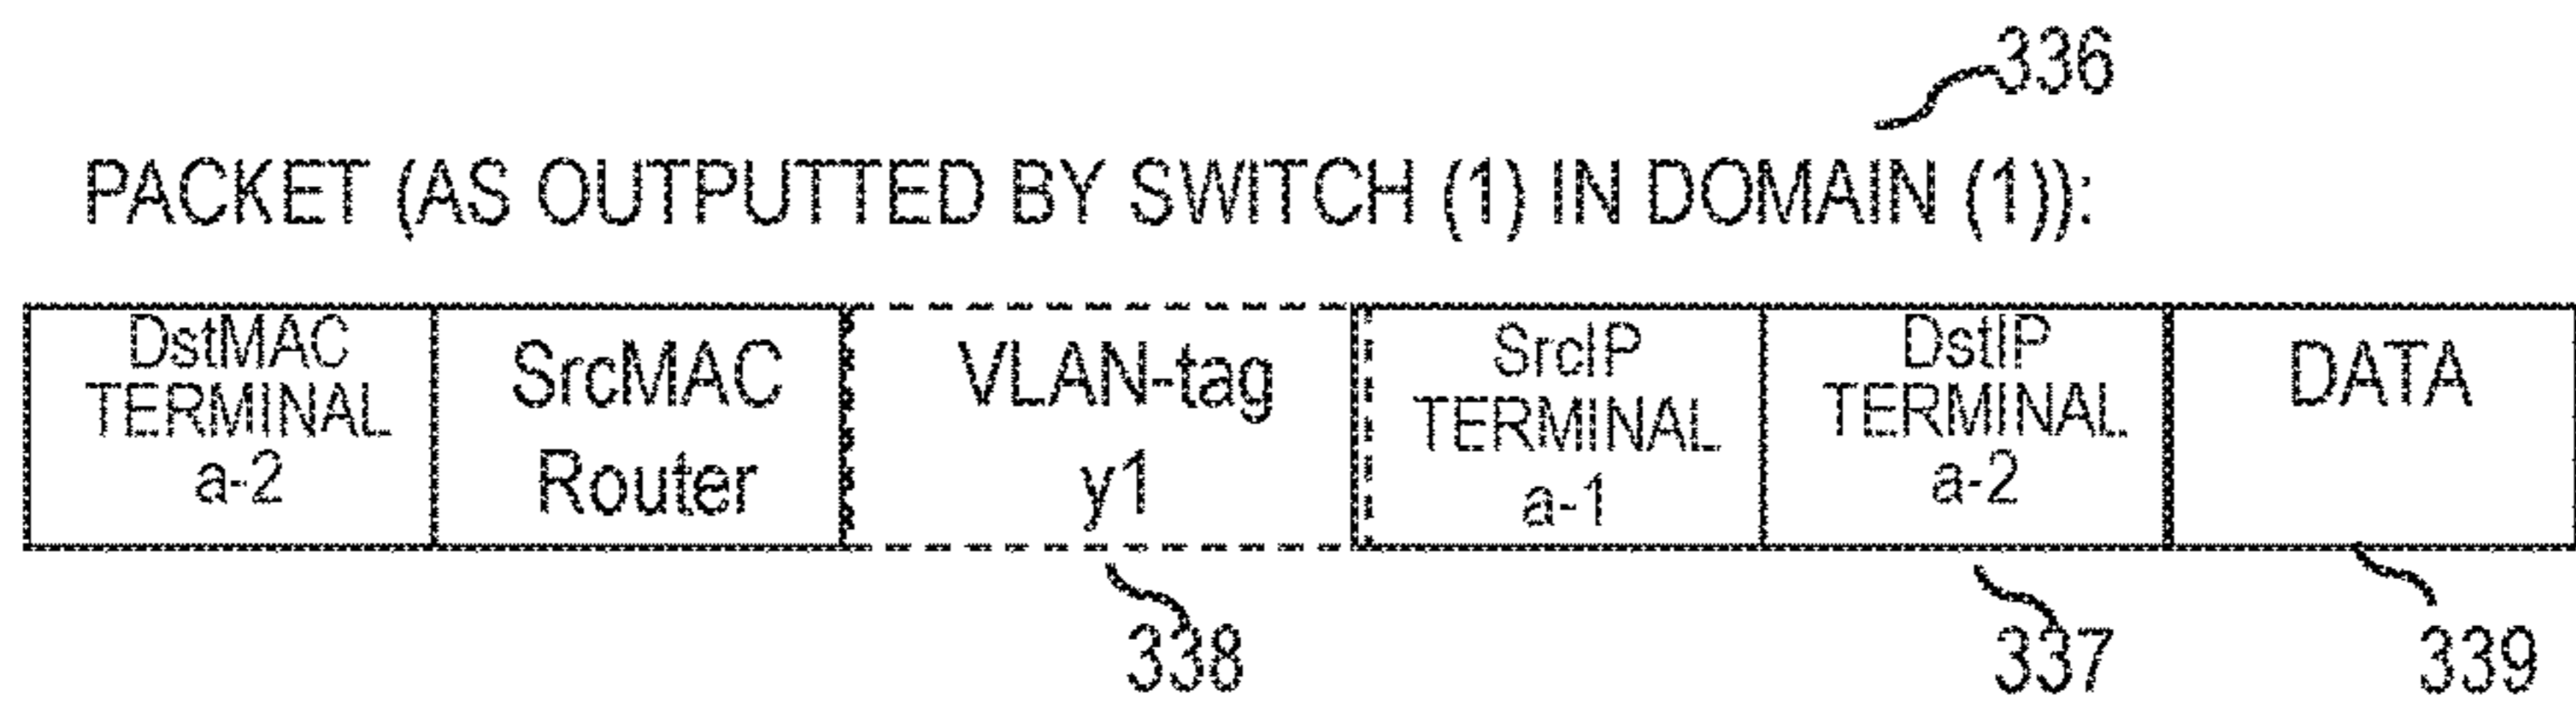 336
PACKET (AS OUTPUTTED BY SWITCH (1) IN DOMAIN (1)):
DstMAC
TERMINAL
a-2
SrcMAC
Router
VLAN-tag
y1
SrcIP
TERMINAL
a-1
DstIP
TERMINAL
a-2
DATA
338
337
339